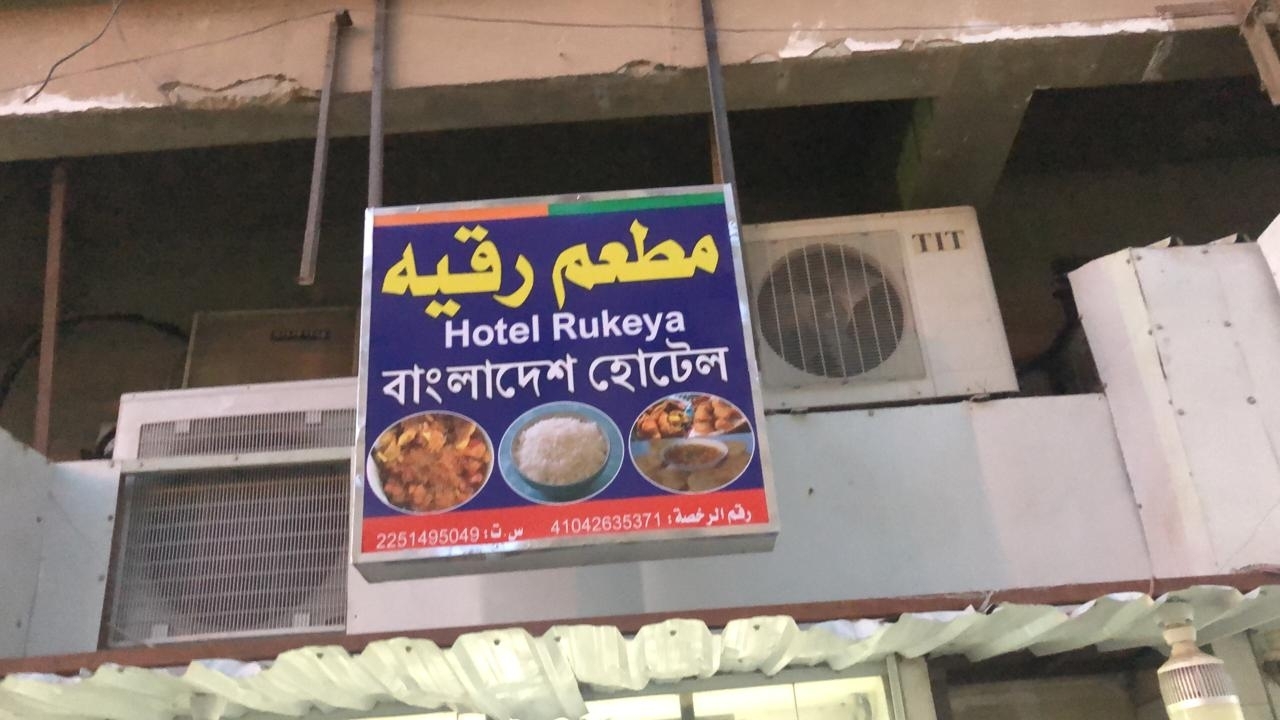 مطعم رقيه
Hotel Rukeya
বাংলাদেশ হোটেল
رقم الرخصة: 41042635371 س.ت: 2251495049
TIT